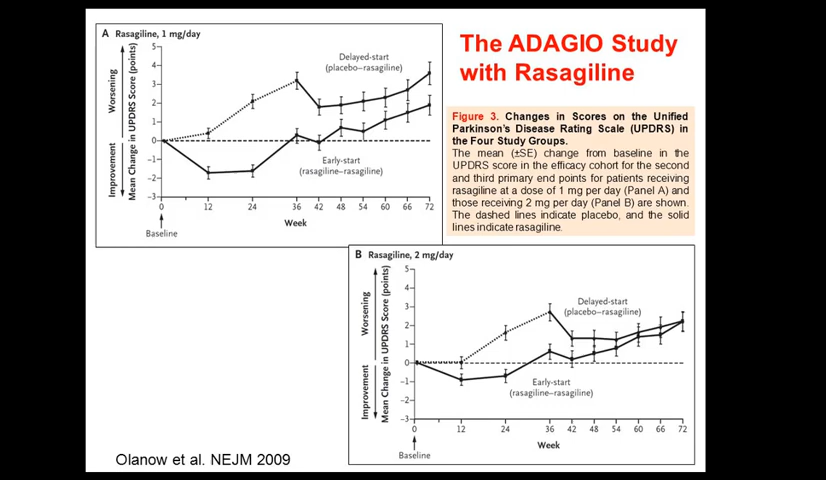 A Rasagiline, 1 mg/day
Worsening
Improvement
Mean Change in UPDRS Score (points)
5
4
3
2
1
0
−1
−2
−3
Delayed-start
(placebo–rasagiline)
Early-start
(rasagiline–rasagiline)
0 12 24 36 42 48 54 60 66 72
Week
Baseline
The ADAGIO Study
with Rasagiline
Figure 3. Changes in Scores on the Unified
Parkinson's Disease Rating Scale (UPDRS) in
the Four Study Groups.
The mean (±SE) change from baseline in the
UPDRS score in the efficacy cohort for the second
and third primary end points for patients receiving
rasagiline at a dose of 1 mg per day (Panel A) and
those receiving 2 mg per day (Panel B) are shown.
The dashed lines indicate placebo, and the solid
lines indicate rasagiline.
B Rasagiline, 2 mg/day
Worsening
Improvement
Mean Change in UPDRS Score (points)
5
4
3
2
1
0
−1
−2
−3
Delayed-start
(placebo–rasagiline)
Early-start
(rasagiline–rasagiline)
0 12 24 36 42 48 54 60 66 72
Week
Baseline
Olanow et al. NEJM 2009